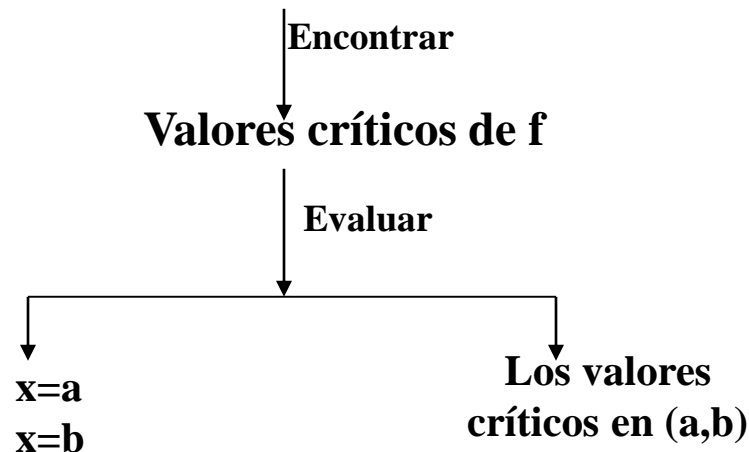 Encontrar
Valores críticos de f
Evaluar
x=a
x=b
Los valores
críticos en (a,b)